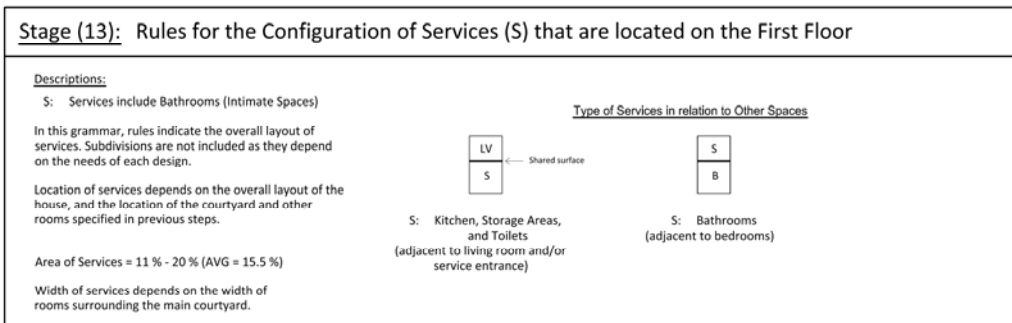 Stage (13): Rules for the Configuration of Services (S) that are located on the First Floor
Descriptions:
S: Services include Bathrooms (Intimate Spaces)
In this grammar, rules indicate the overall layout of
services. Subdivisions are not included as they depend
on the needs of each design.
Location of services depends on the overall layout of the
house, and the location of the courtyard and other
rooms specified in previous steps.
Area of Services = 11 % - 20 % (AVG = 15.5 %)
Width of services depends on the width of
rooms surrounding the main courtyard.
Type of Services in relation to Other Spaces
LV
Shared surface
S
S: Kitchen, Storage Areas,
and Toilets
(adjacent to living room and/or
service entrance)
S
B
S: Bathrooms
(adjacent to bedrooms)